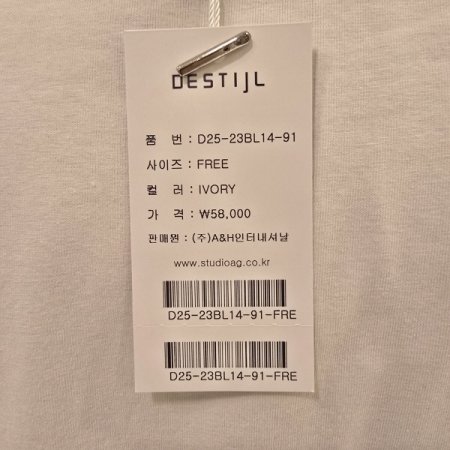 DESTIJL
품 번 : D25-23BL14-91
사이즈 : FREE
컬 러 : IVORY
가 격 : ₩58,000
판매원 : (주)A&H인터내셔날
www.studioag.co.kr
D25-23BL14-91-FRE
D25-23BL14-91-FRE